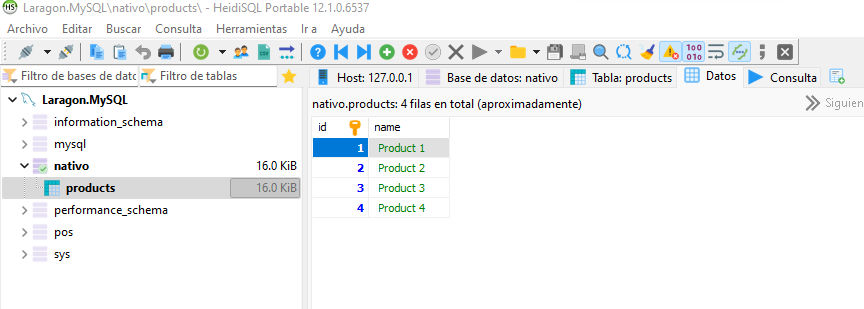 HS Laragon.MySQL\nativo\products\ - HeidiSQL Portable 12.1.0.6537
Archivo Editar Buscar Consulta Herramientas Ir a Ayuda
Filtro de bases de datc Filtro de tablas
Host: 127.0.0.1 Base de datos: nativo Tabla: products Datos Consulta
Laragon.MySQL
information_schema
mysql
nativo 16.0 KiB
products 16.0 KiB
performance_schema
pos
sys
nativo.products: 4 filas en total (aproximadamente) Siguien
id name
1 Product 1
2 Product 2
3 Product 3
4 Product 4